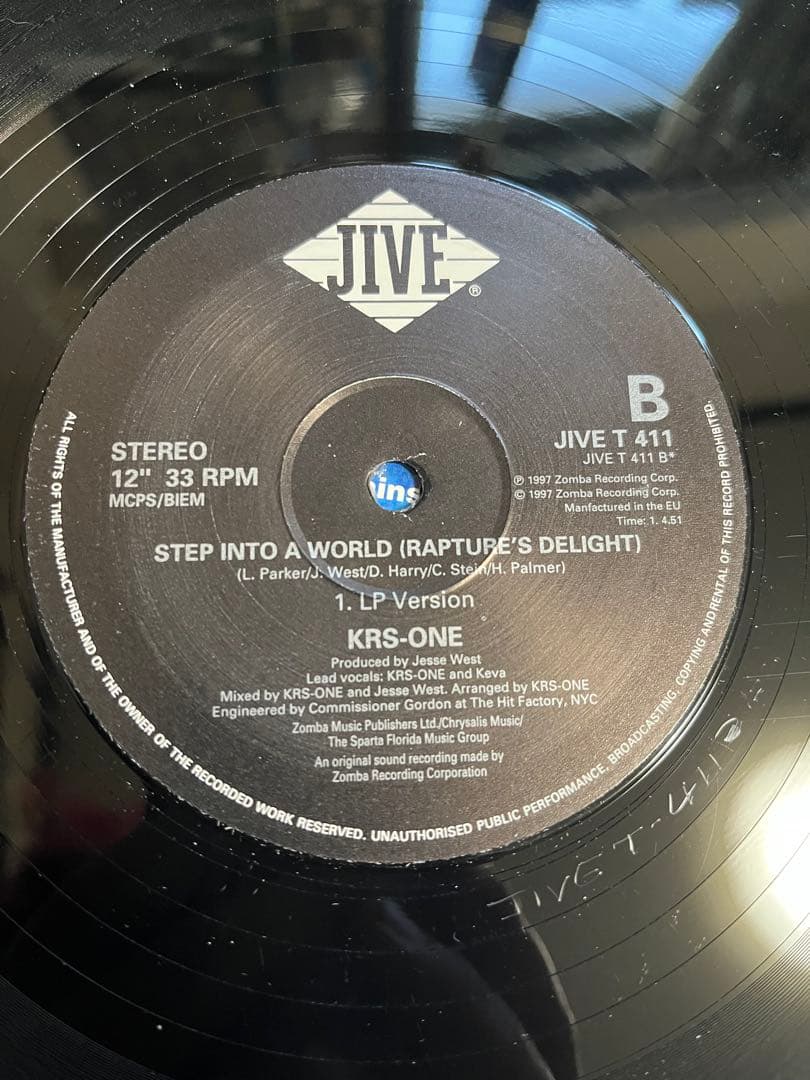 JIVE
®
B
STEREO
12" 33 RPM
MCPS/BIEM
JIVE T 411
JIVE T 411 B*
℗ 1997 Zomba Recording Corp.
© 1997 Zomba Recording Corp.
Manfactured in the EU
Time: 1. 4.51
ins
STEP INTO A WORLD (RAPTURE'S DELIGHT)
(L. Parker/J. West/D. Harry/C. Stein/H. Palmer)
1. LP Version
KRS-ONE
Produced by Jesse West
Lead vocals: KRS-ONE and Keva
Mixed by KRS-ONE and Jesse West. Arranged by KRS-ONE
Engineered by Commissioner Gordon at The Hit Factory, NYC
Zomba Music Publishers Ltd./Chrysalis Music/
The Sparta Florida Music Group
An original sound recording made by
Zomba Recording Corporation
ALL RIGHTS OF THE MANUFACTURER AND OF THE OWNER OF THE RECORDED WORK RESERVED. UNAUTHORISED PUBLIC PERFORMANCE, BROADCASTING, COPYING AND RENTAL OF THIS RECORD PROHIBITED.
JIVE T-411